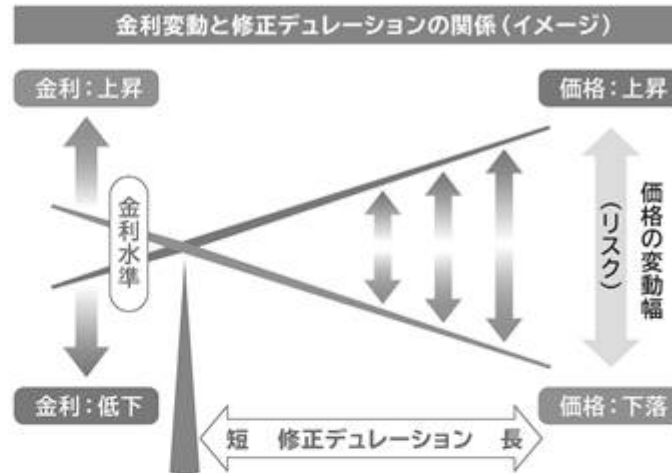 金利変動と修正デュレーションの関係（イメージ）
金利：上昇
価格：上昇
金利水準
価格の変動幅
（リスク）
金利：低下
短 修正デュレーション 長
価格：下落